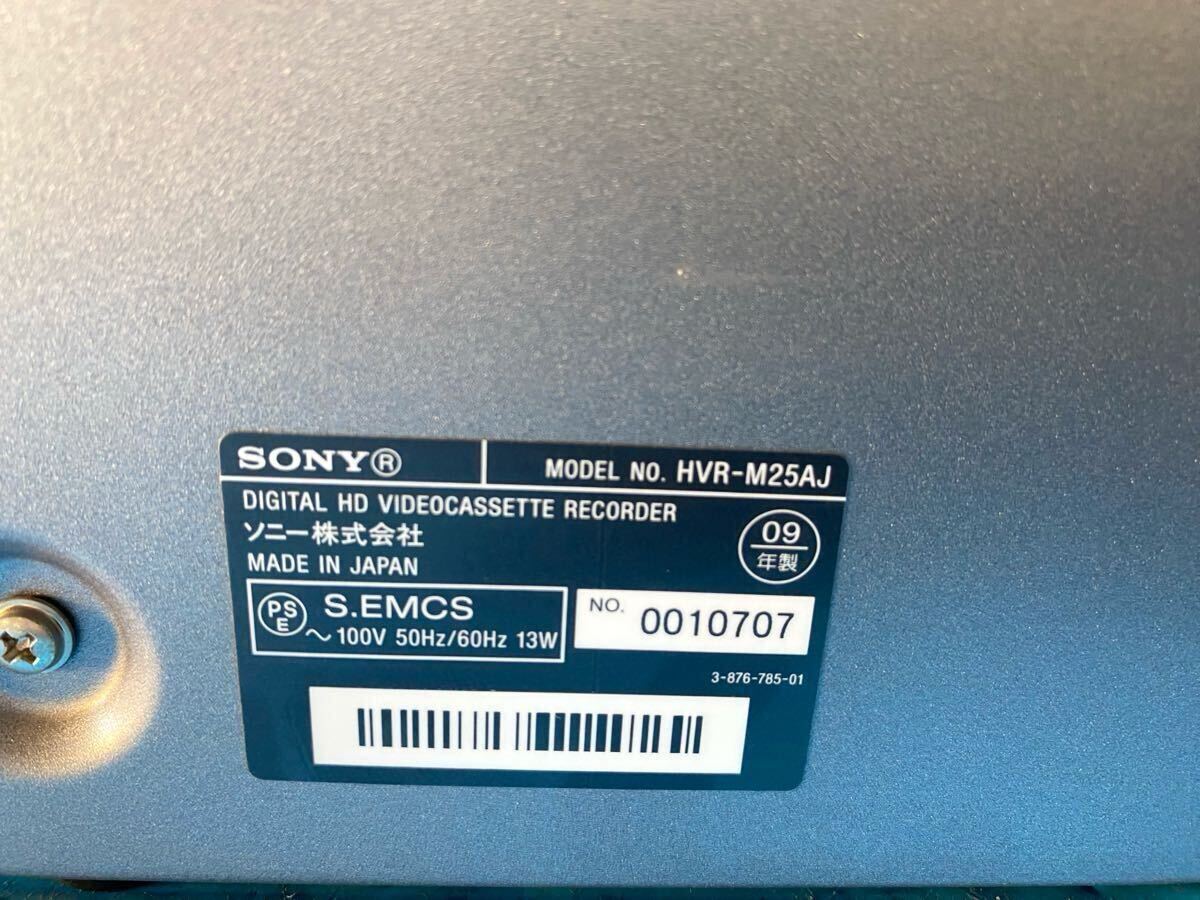 SONY®
MODEL NO. HVR-M25AJ
DIGITAL HD VIDEOCASSETTE RECORDER
ソニー株式会社
09
年製
MADE IN JAPAN
PS
E
S.EMCS
～100V 50Hz/60Hz 13W
NO. 0010707
3-876-785-01